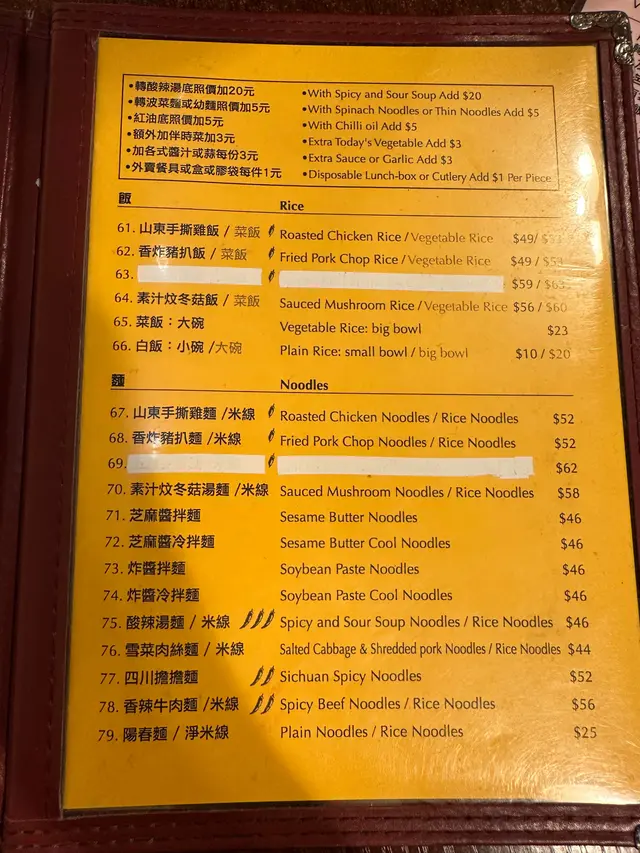 •轉酸辣湯底照價加20元 •With Spicy and Sour Soup Add $20
•轉波菜麵或幼麵照價加5元 •With Spinach Noodles or Thin Noodles Add $5
•紅油底照價加5元 •With Chilli oil Add $5
•額外加伴時菜加3元 •Extra Today's Vegetable Add $3
•加各式醬汁或蒜每份3元 •Extra Sauce or Garlic Add $3
•外賣餐具或盒或膠袋每件1元 •Disposable Lunch-box or Cutlery Add $1 Per Piece
飯 Rice
61. 山東手撕雞飯 / 菜飯 Roasted Chicken Rice / Vegetable Rice $49/
62. 香炸豬扒飯 / 菜飯 Fried Pork Chop Rice / Vegetable Rice $49 /
63. $59 / $63
64. 素汁炆冬菇飯 / 菜飯 Sauced Mushroom Rice / Vegetable Rice $56 / $60
65. 菜飯：大碗 Vegetable Rice: big bowl $23
66. 白飯：小碗 /大碗 Plain Rice: small bowl / big bowl $10 / $20
麵 Noodles
67. 山東手撕雞麵 /米線 Roasted Chicken Noodles / Rice Noodles $52
68. 香炸豬扒麵 /米線 Fried Pork Chop Noodles / Rice Noodles $52
69. $62
70. 素汁炆冬菇湯麵 /米線 Sauced Mushroom Noodles / Rice Noodles $58
71. 芝麻醬拌麵 Sesame Butter Noodles $46
72. 芝麻醬冷拌麵 Sesame Butter Cool Noodles $46
73. 炸醬拌麵 Soybean Paste Noodles $46
74. 炸醬冷拌麵 Soybean Paste Cool Noodles $46
75. 酸辣湯麵 / 米線 Spicy and Sour Soup Noodles / Rice Noodles $46
76. 雪菜肉絲麵 / 米線 Salted Cabbage & Shredded pork Noodles / Rice Noodles $44
77. 四川擔擔麵 Sichuan Spicy Noodles $52
78. 香辣牛肉麵 /米線 Spicy Beef Noodles / Rice Noodles $56
79. 陽春麵 / 淨米線 Plain Noodles / Rice Noodles $25